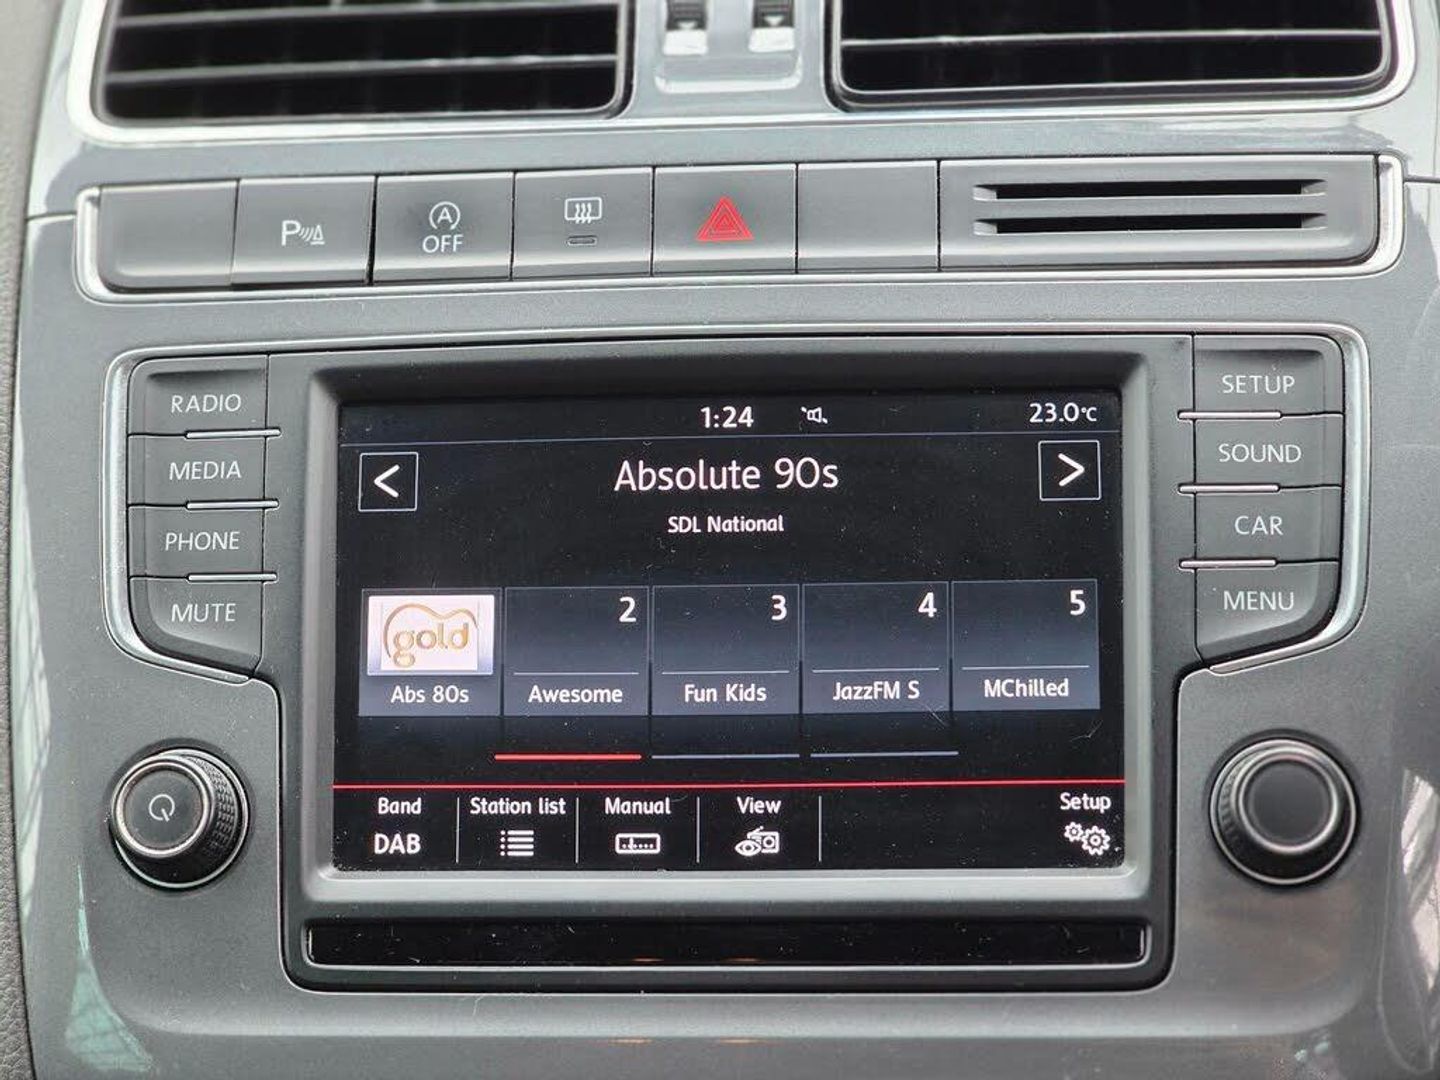 P
A
OFF
RADIO
MEDIA
PHONE
MUTE
SETUP
SOUND
CAR
MENU
1:24
23.0°C
<
Absolute 90s
>
SDL National
gold
2
3
4
5
Abs 80s
Awesome
Fun Kids
JazzFM S
MChilled
Band
Station list
Manual
View
Setup
DAB